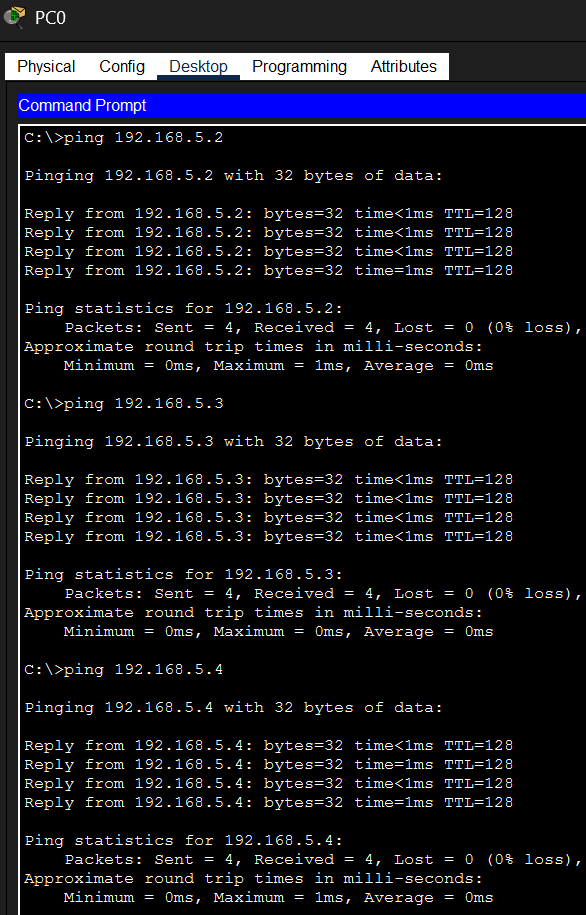 PC0
Physical Config Desktop Programming Attributes
Command Prompt
C:\>ping 192.168.5.2
Pinging 192.168.5.2 with 32 bytes of data:
Reply from 192.168.5.2: bytes=32 time<1ms TTL=128
Reply from 192.168.5.2: bytes=32 time<1ms TTL=128
Reply from 192.168.5.2: bytes=32 time<1ms TTL=128
Reply from 192.168.5.2: bytes=32 time=1ms TTL=128
Ping statistics for 192.168.5.2:
    Packets: Sent = 4, Received = 4, Lost = 0 (0% loss),
Approximate round trip times in milli-seconds:
    Minimum = 0ms, Maximum = 1ms, Average = 0ms
C:\>ping 192.168.5.3
Pinging 192.168.5.3 with 32 bytes of data:
Reply from 192.168.5.3: bytes=32 time<1ms TTL=128
Reply from 192.168.5.3: bytes=32 time<1ms TTL=128
Reply from 192.168.5.3: bytes=32 time<1ms TTL=128
Reply from 192.168.5.3: bytes=32 time<1ms TTL=128
Ping statistics for 192.168.5.3:
    Packets: Sent = 4, Received = 4, Lost = 0 (0% loss),
Approximate round trip times in milli-seconds:
    Minimum = 0ms, Maximum = 0ms, Average = 0ms
C:\>ping 192.168.5.4
Pinging 192.168.5.4 with 32 bytes of data:
Reply from 192.168.5.4: bytes=32 time<1ms TTL=128
Reply from 192.168.5.4: bytes=32 time=1ms TTL=128
Reply from 192.168.5.4: bytes=32 time<1ms TTL=128
Reply from 192.168.5.4: bytes=32 time=1ms TTL=128
Ping statistics for 192.168.5.4:
    Packets: Sent = 4, Received = 4, Lost = 0 (0% loss),
Approximate round trip times in milli-seconds:
    Minimum = 0ms, Maximum = 1ms, Average = 0ms